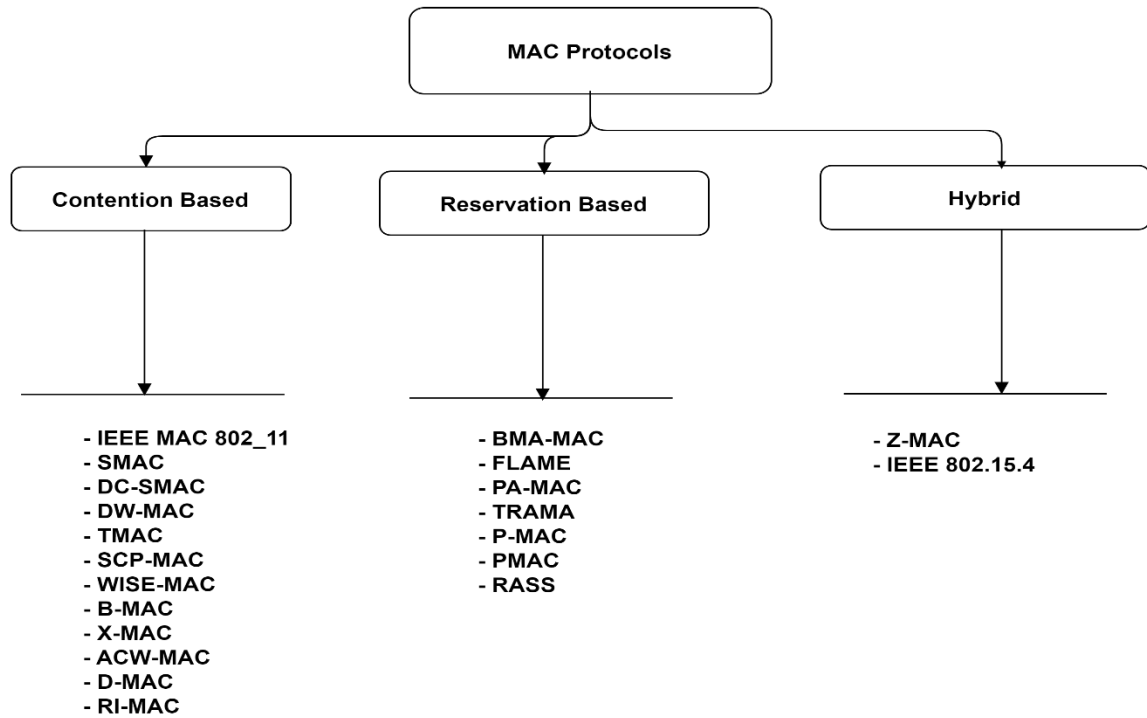 MAC Protocols
Contention Based
Reservation Based
Hybrid
- IEEE MAC 802_11
- SMAC
- DC-SMAC
- DW-MAC
- TMAC
- SCP-MAC
- WISE-MAC
- B-MAC
- X-MAC
- ACW-MAC
- D-MAC
- RI-MAC
- BMA-MAC
- FLAME
- PA-MAC
- TRAMA
- P-MAC
- PMAC
- RASS
- Z-MAC
- IEEE 802.15.4